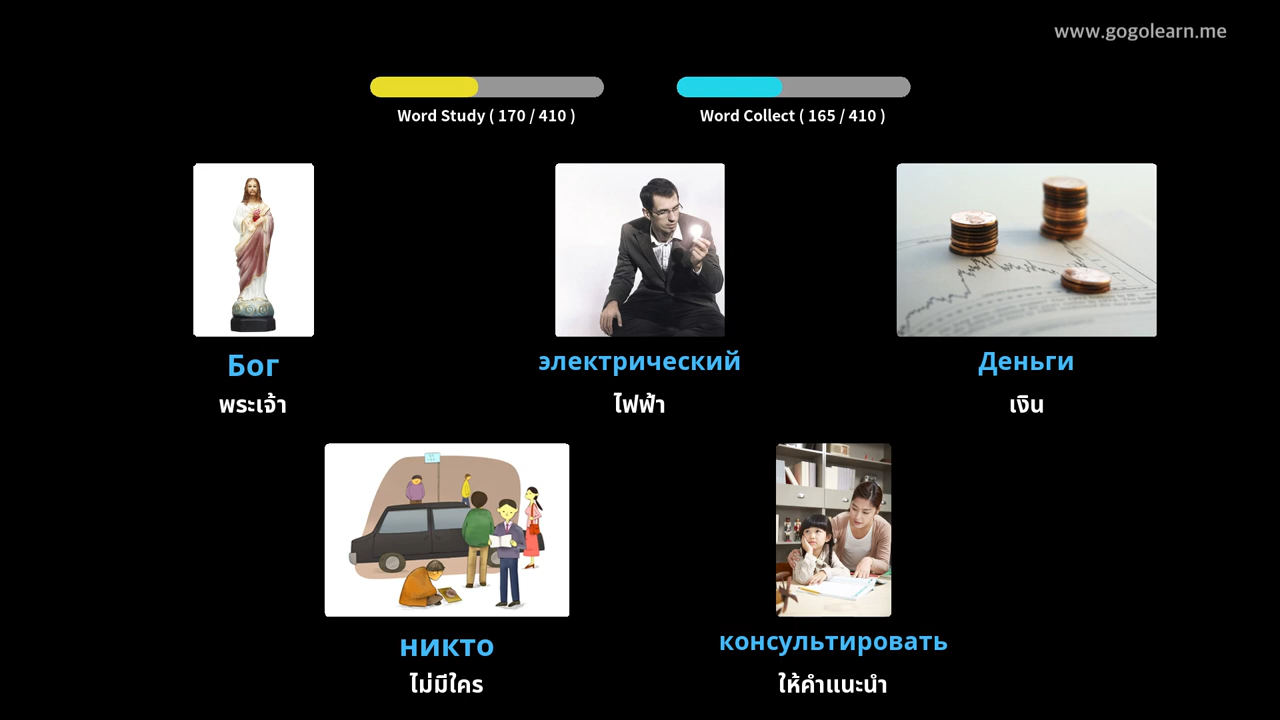 www.gogolearn.me
Word Study ( 170 / 410 )
Word Collect ( 165 / 410 )
Бог
พระเจ้า
электрический
ไฟฟ้า
Деньги
เงิน
никто
ไม่มีใคร
консультировать
ให้คำแนะนำ